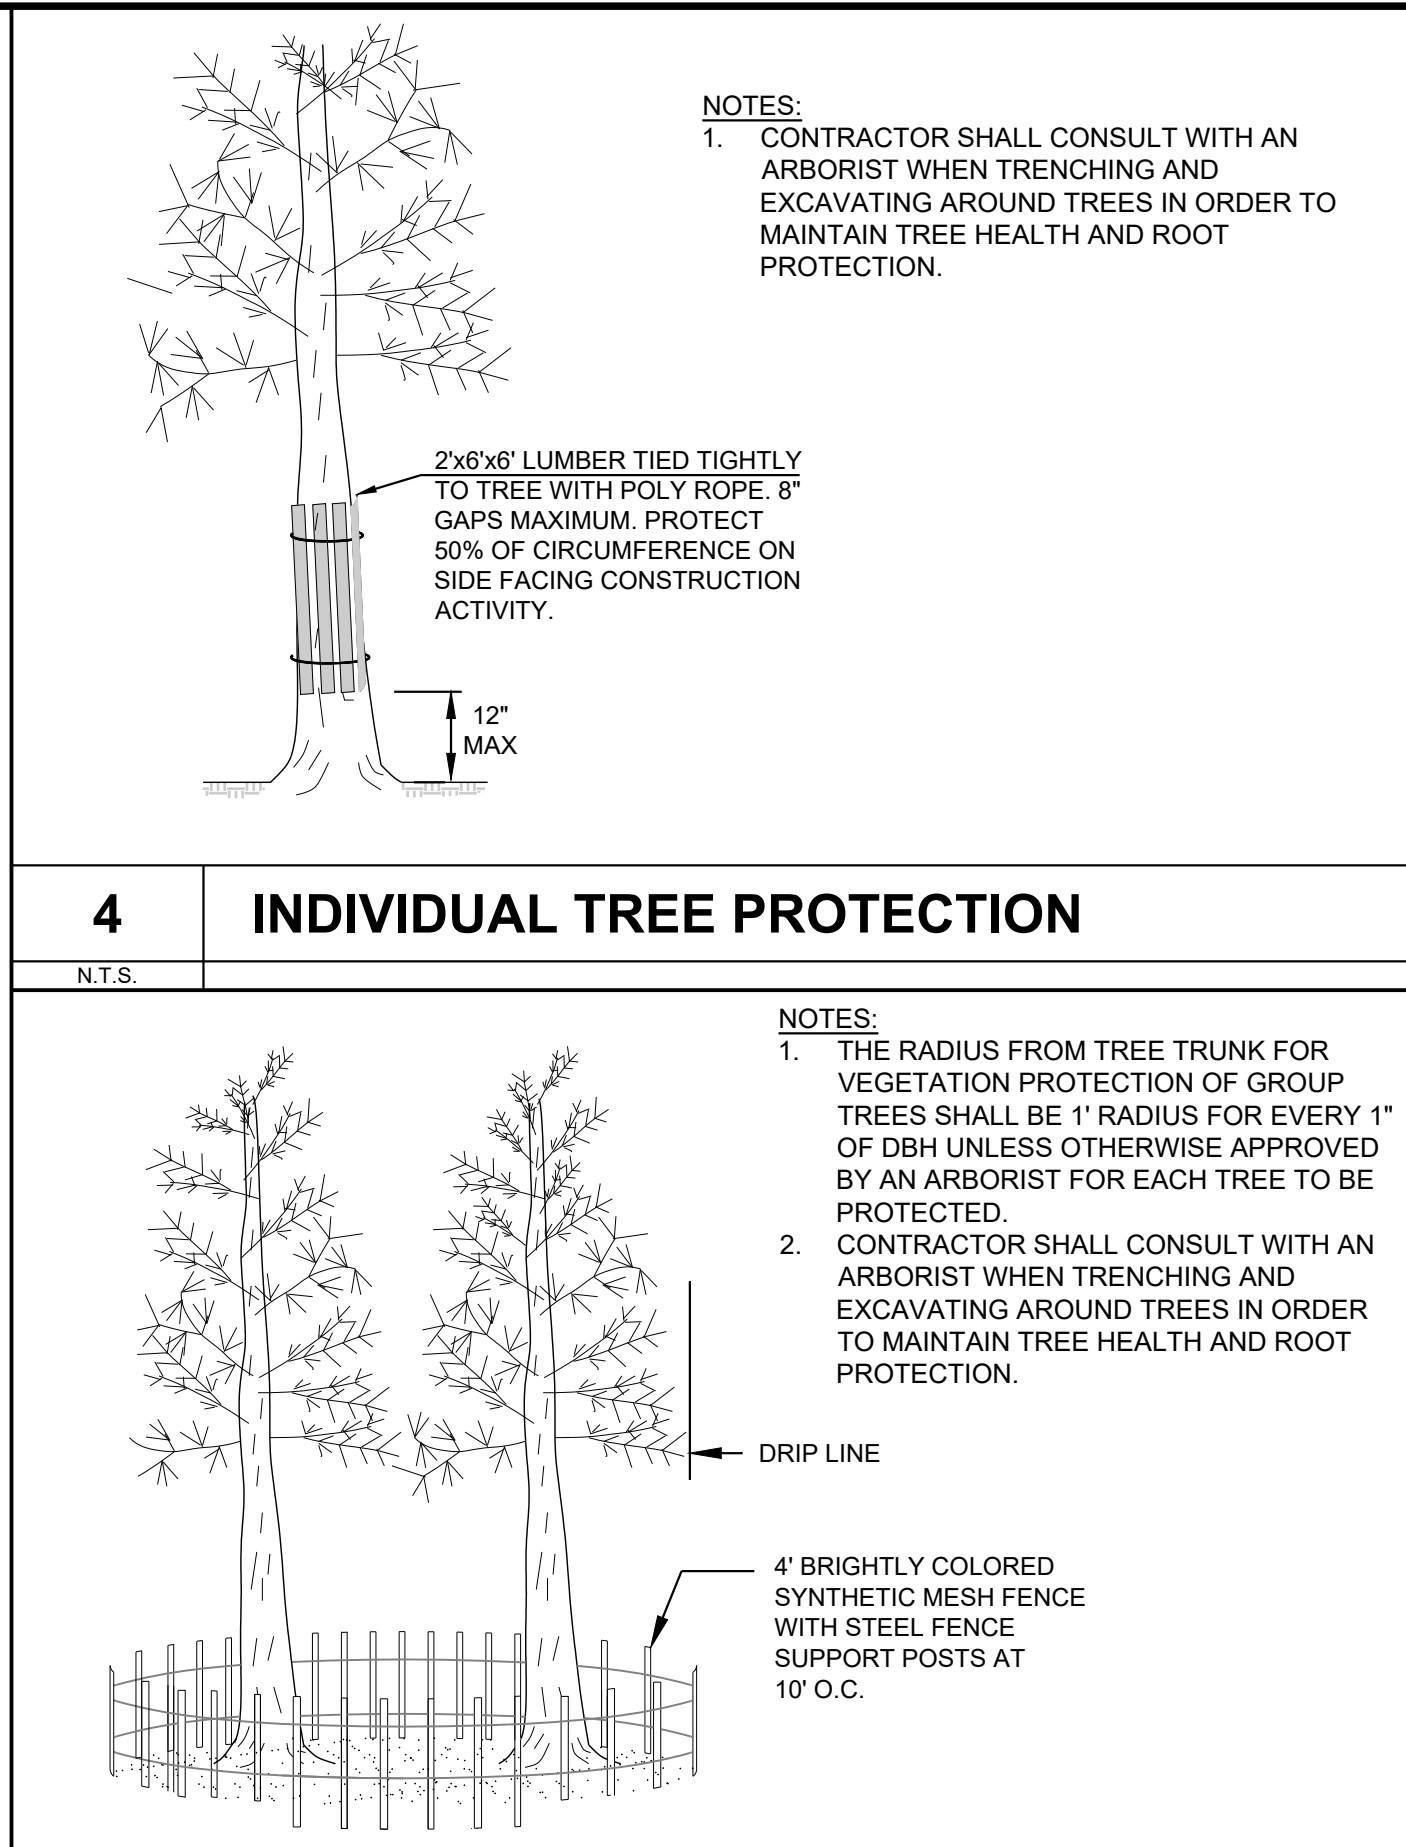 NOTES:
1. CONTRACTOR SHALL CONSULT WITH AN
ARBORIST WHEN TRENCHING AND
EXCAVATING AROUND TREES IN ORDER TO
MAINTAIN TREE HEALTH AND ROOT
PROTECTION.
2'x6'x6' LUMBER TIED TIGHTLY
TO TREE WITH POLY ROPE. 8"
GAPS MAXIMUM. PROTECT
50% OF CIRCUMFERENCE ON
SIDE FACING CONSTRUCTION
ACTIVITY.
12"
MAX
4
INDIVIDUAL TREE PROTECTION
N.T.S.
NOTES:
1. THE RADIUS FROM TREE TRUNK FOR
VEGETATION PROTECTION OF GROUP
TREES SHALL BE 1' RADIUS FOR EVERY 1"
OF DBH UNLESS OTHERWISE APPROVED
BY AN ARBORIST FOR EACH TREE TO BE
PROTECTED.
2. CONTRACTOR SHALL CONSULT WITH AN
ARBORIST WHEN TRENCHING AND
EXCAVATING AROUND TREES IN ORDER
TO MAINTAIN TREE HEALTH AND ROOT
PROTECTION.
DRIP LINE
4' BRIGHTLY COLORED
SYNTHETIC MESH FENCE
WITH STEEL FENCE
SUPPORT POSTS AT
10' O.C.